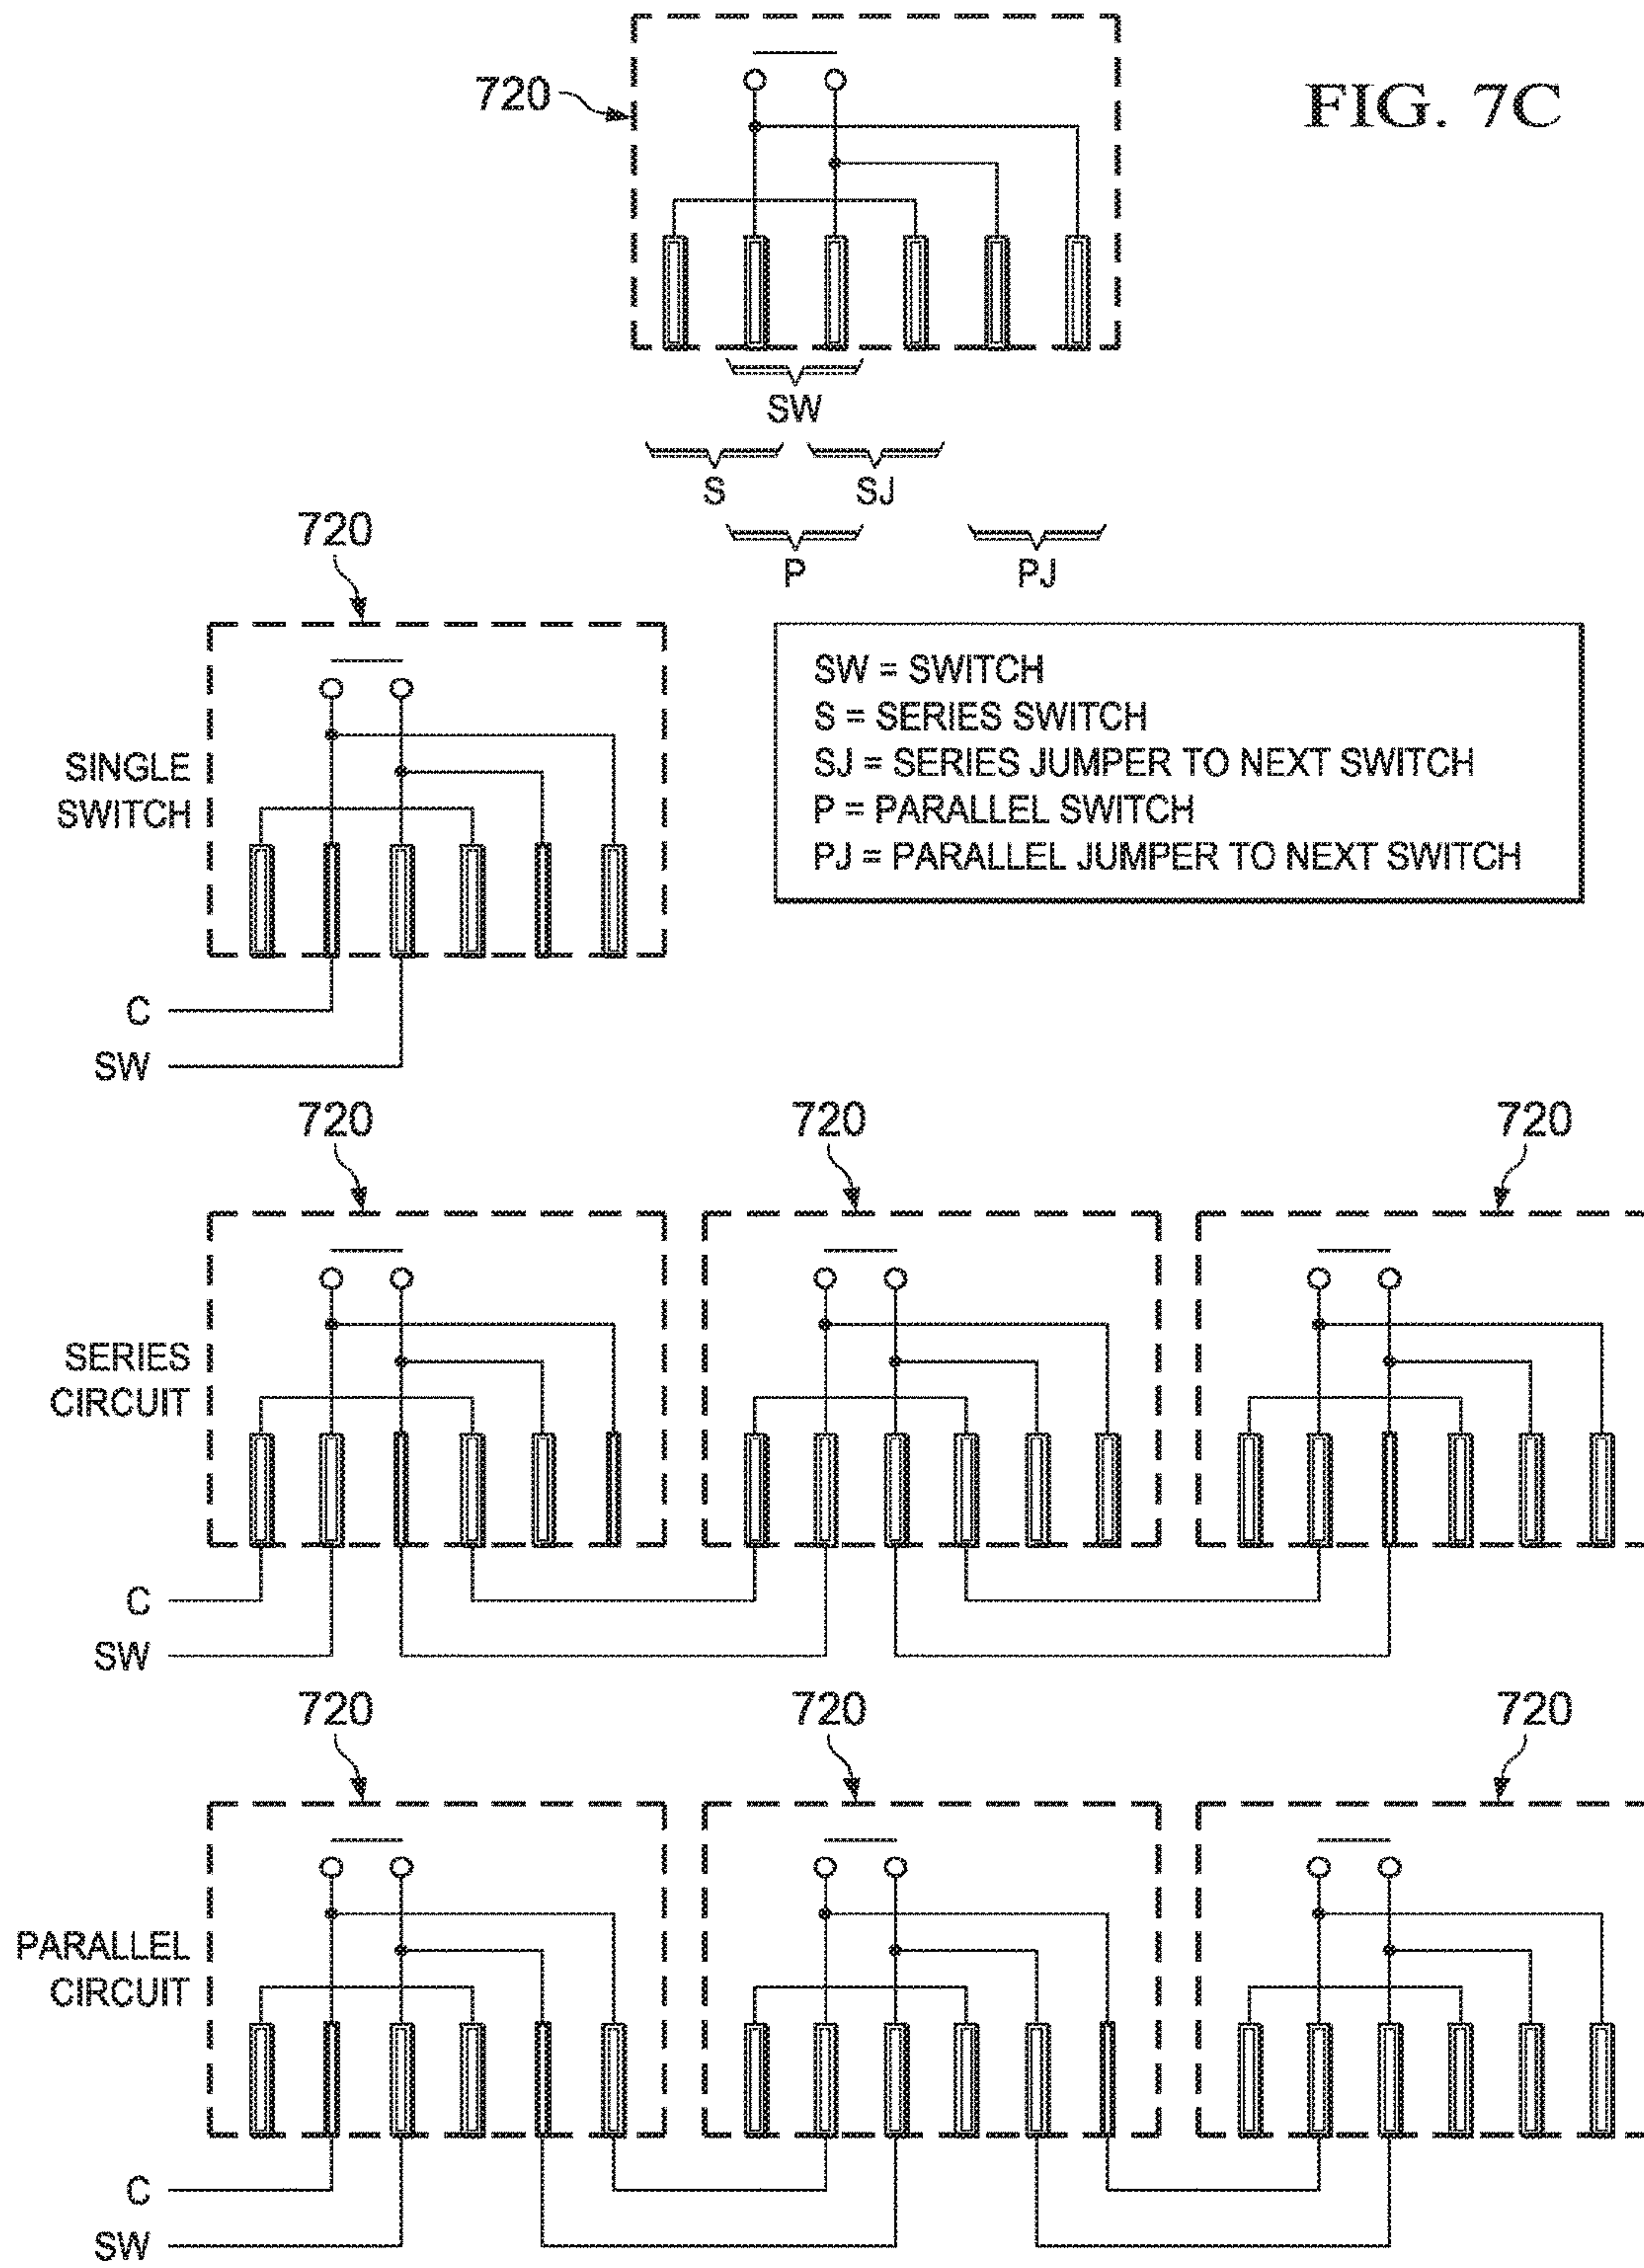 720
FIG. 7C
SW
S
SJ
P
PJ
720
SW = SWITCH
S = SERIES SWITCH
SJ = SERIES JUMPER TO NEXT SWITCH
P = PARALLEL SWITCH
PJ = PARALLEL JUMPER TO NEXT SWITCH
SINGLE
SWITCH
C
SW
720
720
720
SERIES
CIRCUIT
C
SW
720
720
720
PARALLEL
CIRCUIT
C
SW